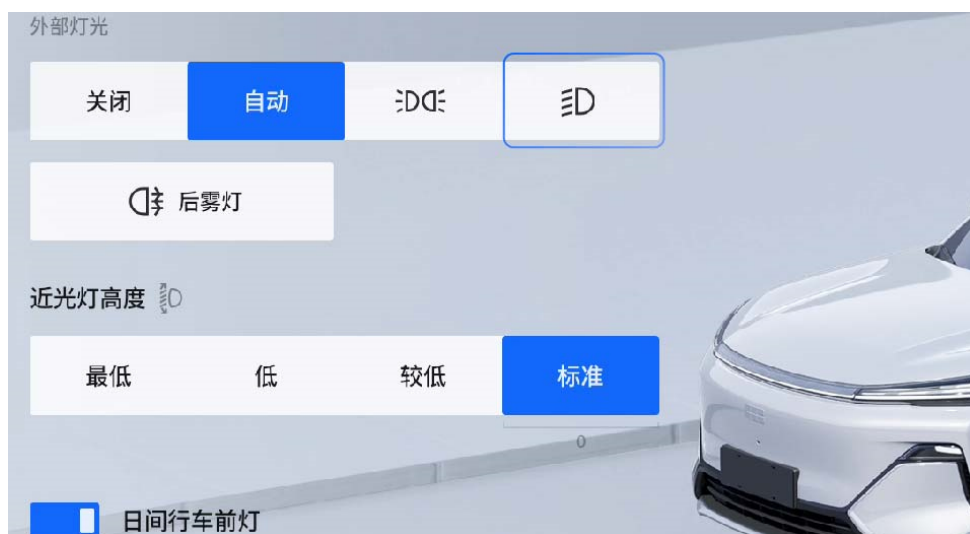 外部灯光
关闭 自动
后雾灯
近光灯高度
最低 低 较低 标准
0
日间行车前灯